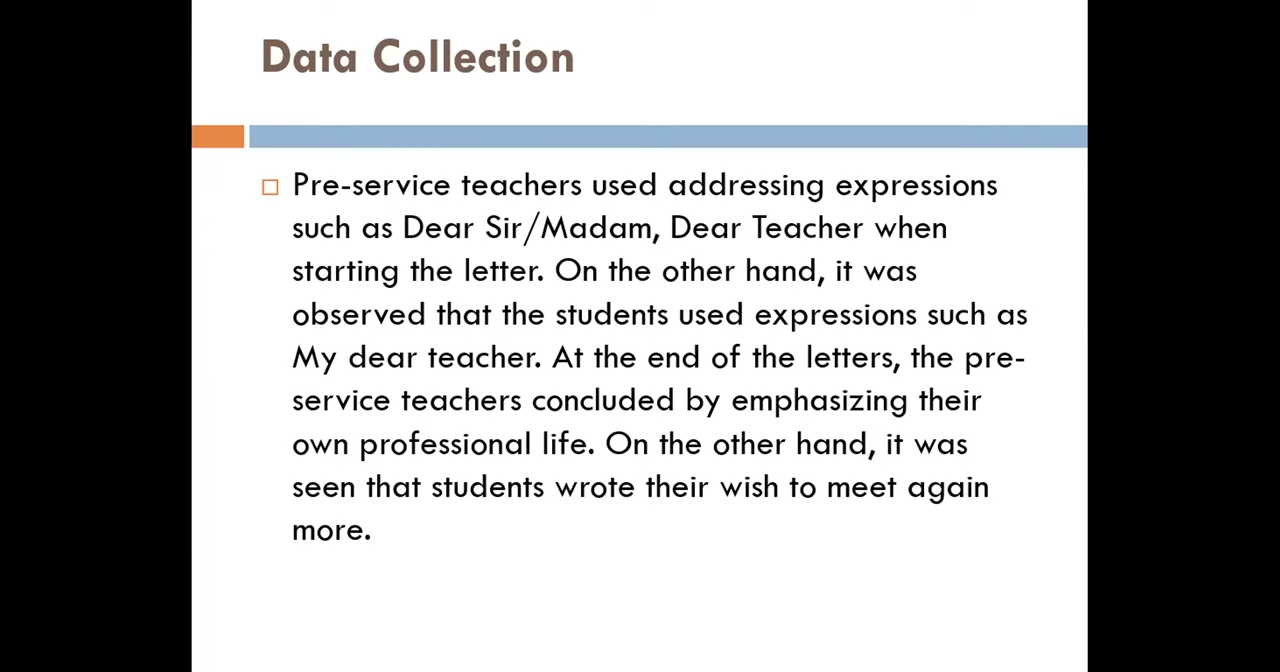 Data Collection
Pre-service teachers used addressing expressions
such as Dear Sir/Madam, Dear Teacher when
starting the letter. On the other hand, it was
observed that the students used expressions such as
My dear teacher. At the end of the letters, the pre-
service teachers concluded by emphasizing their
own professional life. On the other hand, it was
seen that students wrote their wish to meet again
more.